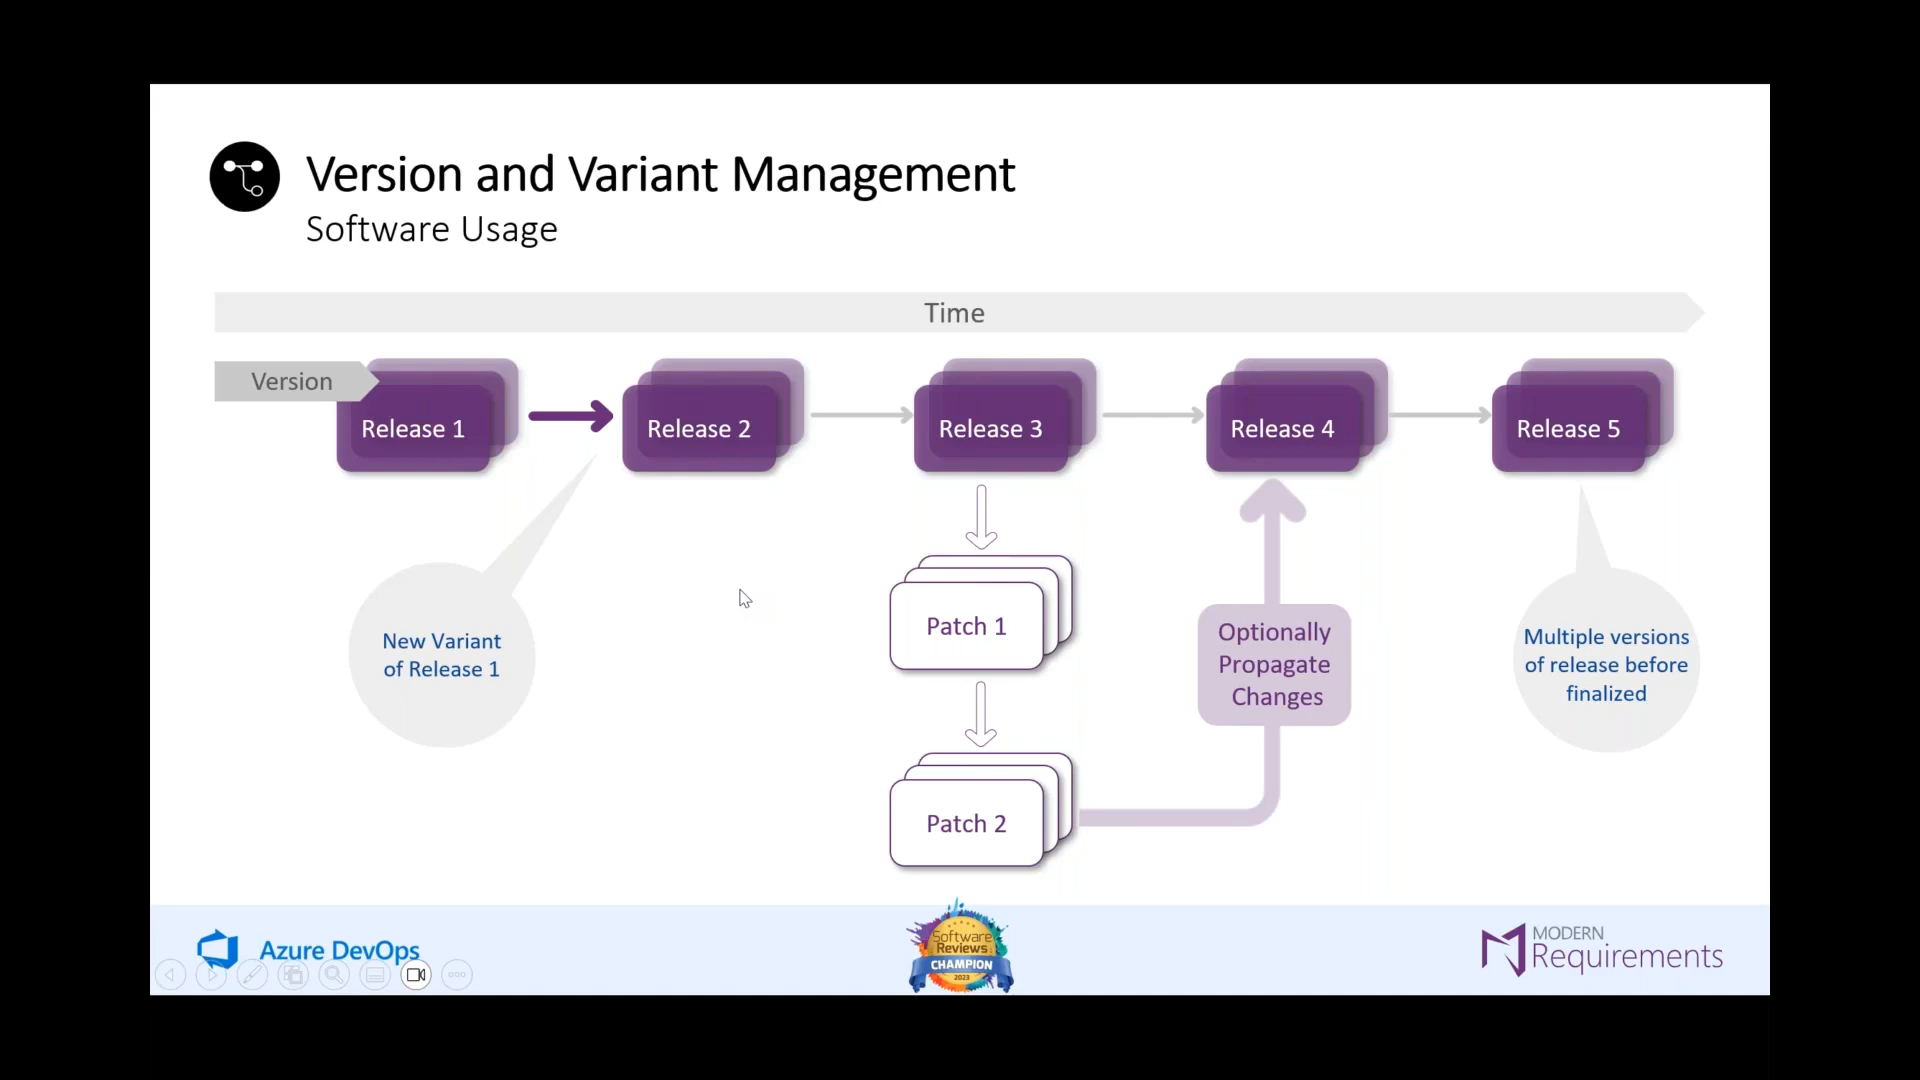 Version and Variant Management
Software Usage
Time
Version
Release 1
Release 2
Release 3
Release 4
Release 5
New Variant
of Release 1
Patch 1
Optionally
Propagate
Changes
Multiple versions
of release before
finalized
Patch 2
Azure DevOps
Software
Reviews
CHAMPION
2023
MODERN
Requirements